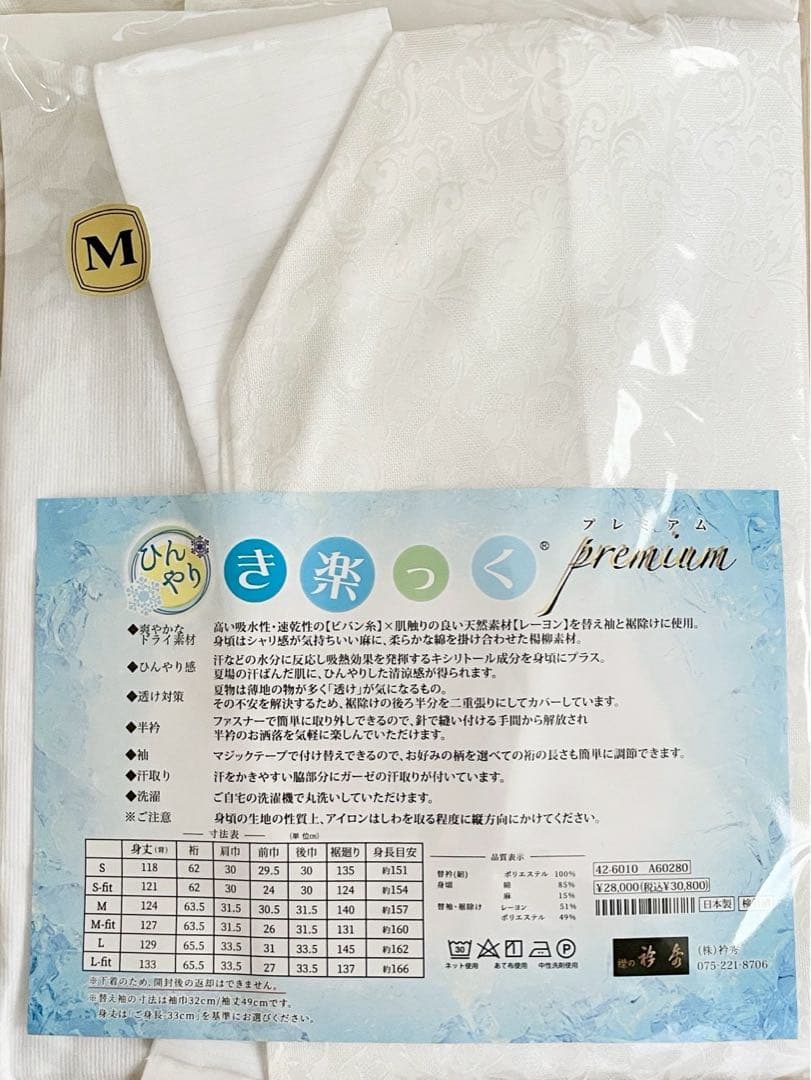 M
ひんやり
き楽っく®
プレミアム
premium
◆爽やかなドライ素材 高い吸水性・速乾性の【ビバン糸】×肌触りの良い天然素材【レーヨン】を替え袖と裾除けに使用。
身頃はシャリ感が気持ちいい麻に、柔らかな綿を掛け合わせた楊柳素材。
◆ひんやり感 汗などの水分に反応し吸熱効果を発揮するキシリトール成分を身頃にプラス。
夏場の汗ばんだ肌に、ひんやりした清涼感が得られます。
◆透け対策 夏物は薄地の物が多く「透け」が気になるもの。
その不安を解決するため、裾除けの後ろ半分を二重張りにしてカバーしています。
◆半衿 ファスナーで簡単に取り外しできるので、針で縫い付ける手間から解放され
半衿のお洒落を気軽に楽しんでいただけます。
◆袖 マジックテープで付け替えできるので、お好みの柄を選べての裄の長さも簡単に調節できます。
◆汗取り 汗をかきやすい脇部分にガーゼの汗取りが付いています。
◆洗濯 ご自宅の洗濯機で丸洗いしていただけます。
※ご注意 身頃の生地の性質上、アイロンはしわを取る程度に縦方向にかけてください。
寸法表 (単位㎝)
身丈(背) 裄 肩巾 前巾 後巾 裾廻り 身長目安
S 118 62 30 29.5 30 135 約151
S-fit 121 62 30 24 30 124 約154
M 124 63.5 31.5 30.5 31.5 140 約157
M-fit 127 63.5 31.5 26 31.5 131 約160
L 129 65.5 33.5 31 33.5 145 約162
L-fit 133 65.5 33.5 27 33.5 137 約166
※下着のため、開封後の返却はできません。
※替え袖の寸法は袖巾32cm/袖丈49cmです。
身丈は「ご身長-33cm」を基準にお選びください。
品質表示
替衿(絽) ポリエステル 100%
身頃 綿 85%
麻 15%
替袖・裾除け レーヨン 51%
ポリエステル 49%
30
ネット使用 あて布使用 中性洗剤使用
P
42-6010 A60280
¥28,000(税込¥30,800)
日本製
襟の衿秀
(株)衿秀
075-221-8706